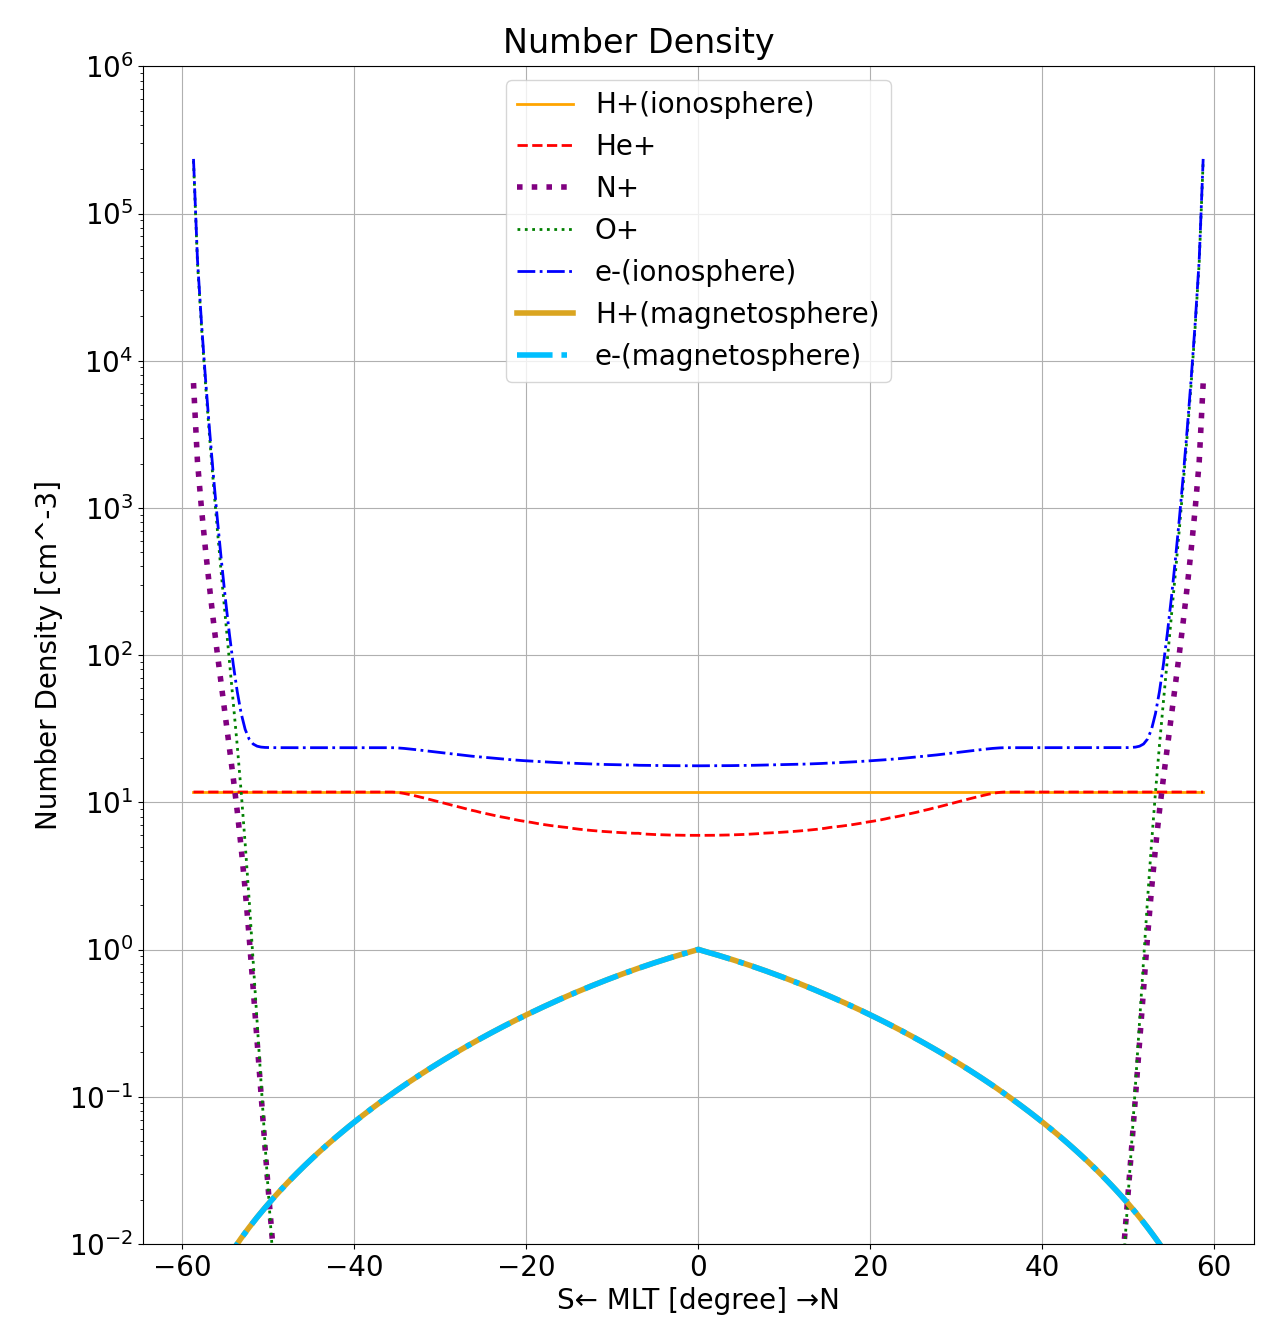 Number Density
10^6
10^5
10^4
10^3
10^2
10^1
10^0
10^−1
10^−2
Number Density [cm^-3]
H+(ionosphere)
He+
N+
O+
e-(ionosphere)
H+(magnetosphere)
e-(magnetosphere)
−60 −40 −20 0 20 40 60
S← MLT [degree] →N